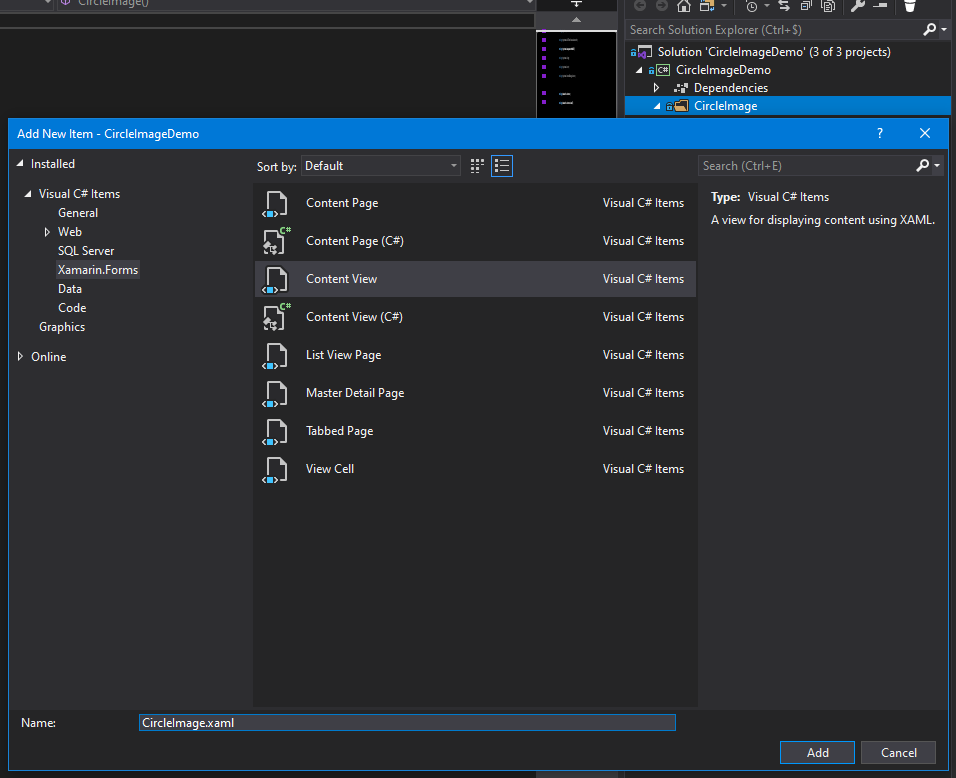 CircleImage()
Search Solution Explorer (Ctrl+$)
Solution 'CircleImageDemo' (3 of 3 projects)
C# CircleImageDemo
Dependencies
CircleImage
Add New Item - CircleImageDemo
?
Installed
Visual C# Items
General
Web
SQL Server
Xamarin.Forms
Data
Code
Graphics
Online
Sort by: Default
Content Page Visual C# Items
C# Content Page (C#) Visual C# Items
Content View Visual C# Items
C# Content View (C#) Visual C# Items
List View Page Visual C# Items
Master Detail Page Visual C# Items
Tabbed Page Visual C# Items
View Cell Visual C# Items
Search (Ctrl+E)
Type: Visual C# Items
A view for displaying content using XAML.
Name: CircleImage.xaml
Add Cancel